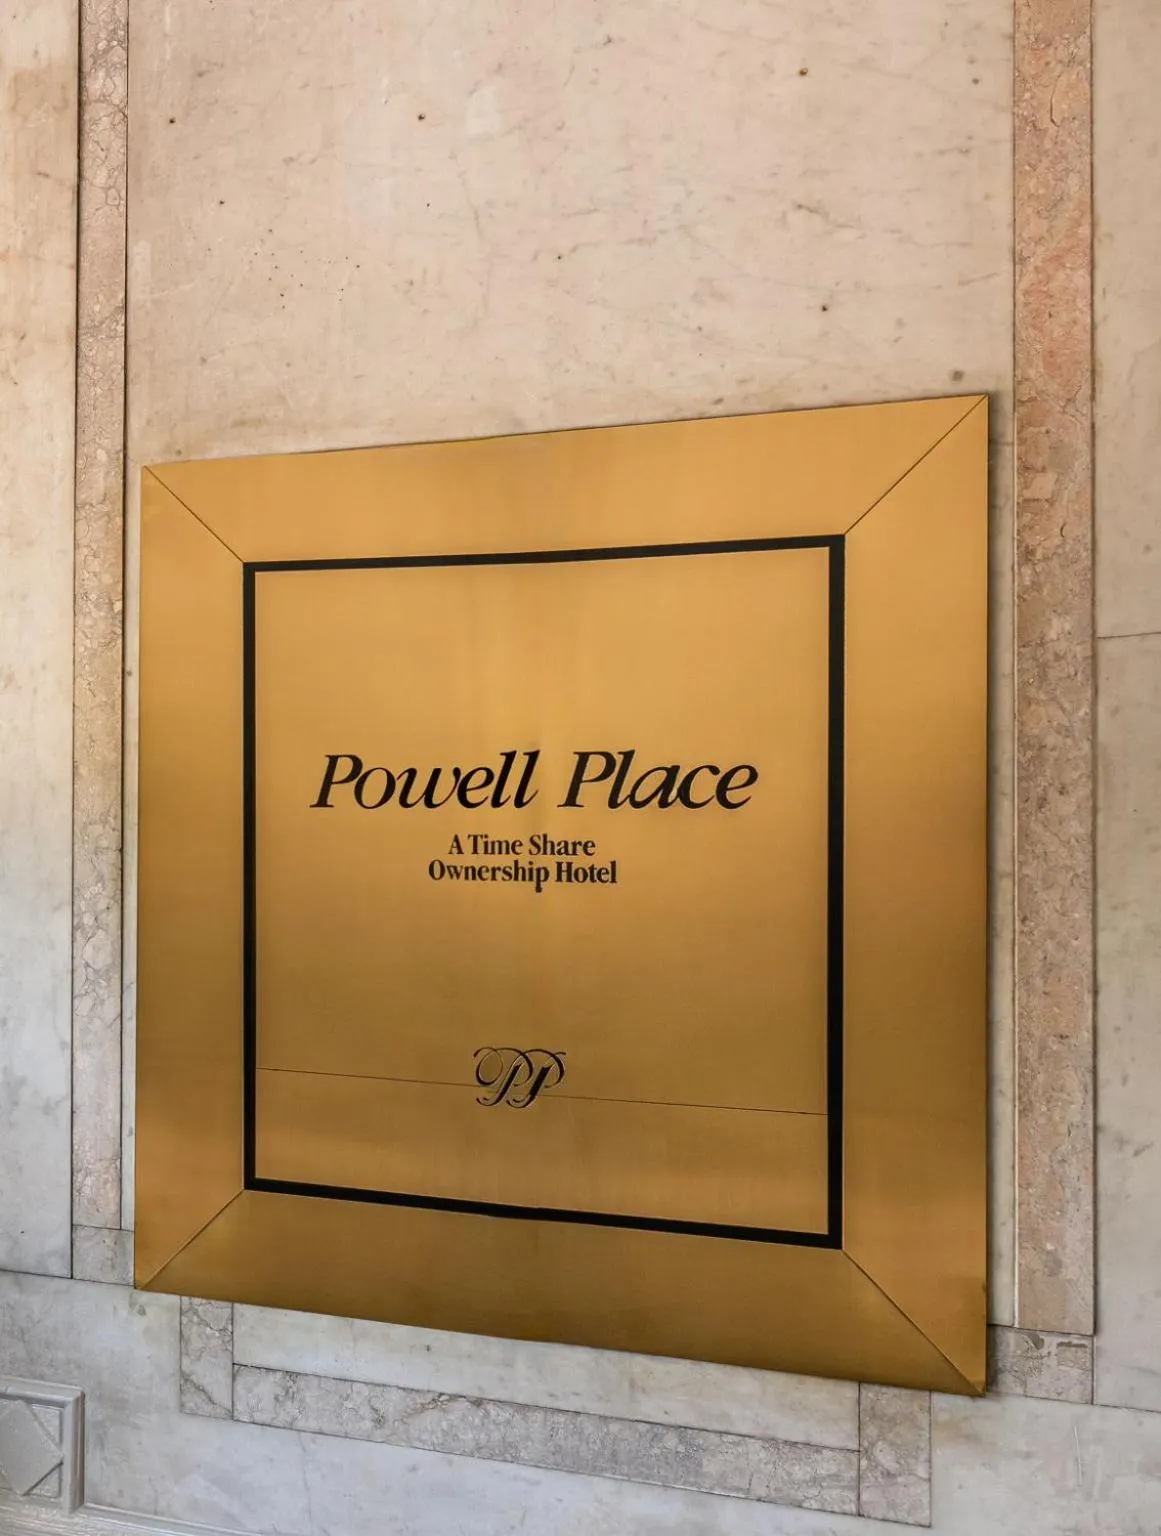 Powell Place
A Time Share
Ownership Hotel
PP